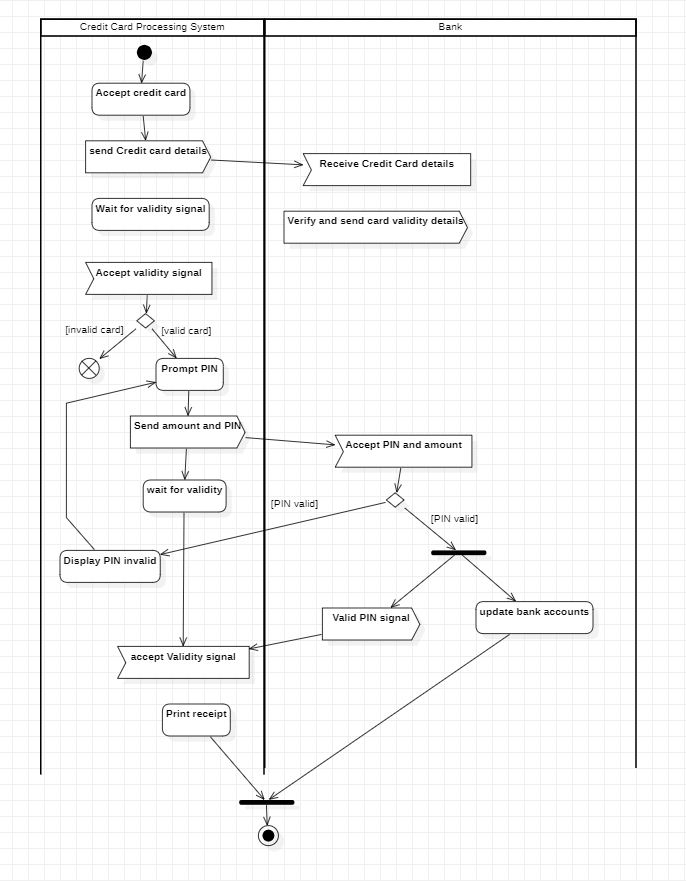 Credit Card Processing System
Bank
Accept credit card
send Credit card details
Receive Credit Card details
Wait for validity signal
Verify and send card validity details
Accept validity signal
[invalid card]
[valid card]
Prompt PIN
Send amount and PIN
Accept PIN and amount
wait for validity
[PIN valid]
[PIN valid]
Display PIN invalid
Valid PIN signal
update bank accounts
accept Validity signal
Print receipt